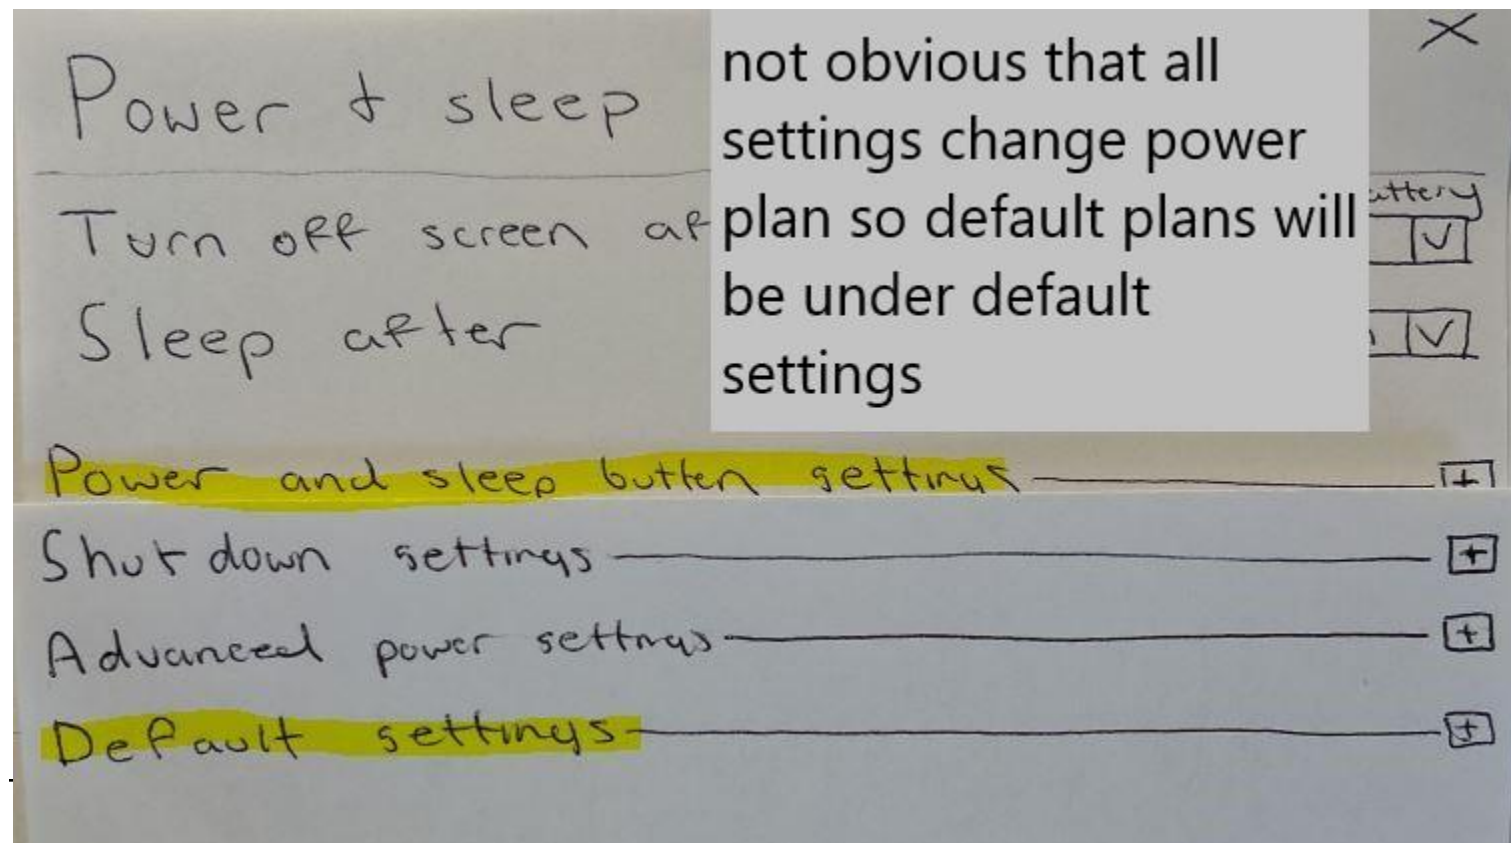 Power & sleep
not obvious that all
settings change power
plan so default plans will
be under default
settings
X
Turn off screen af
attery
Sleep after
Power and sleep button settings
Shut down settings
Advanced power settings
Default settings